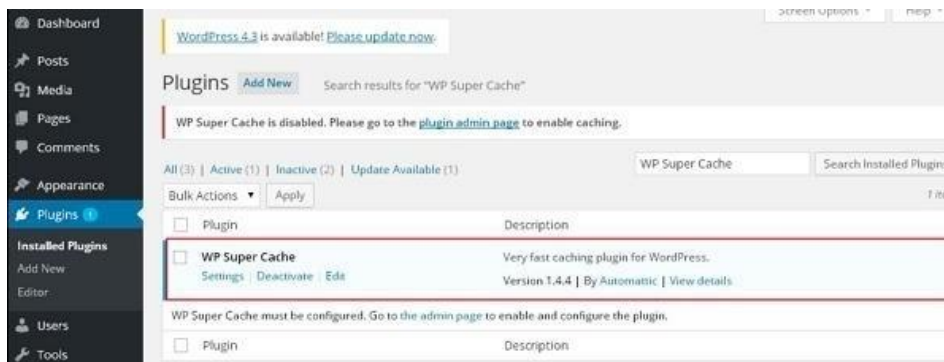 Dashboard
Posts
Media
Pages
Comments
Appearance
Plugins 1
Installed Plugins
Add New
Editor
Users
Tools
Screen Options
Help
WordPress 4.3 is available! Please update now.
Plugins Add New Search results for "WP Super Cache"
WP Super Cache is disabled. Please go to the plugin admin page to enable caching.
All (3) | Active (1) | Inactive (2) | Update Available (1)
WP Super Cache Search Installed Plugins
Bulk Actions Apply
Plugin Description
WP Super Cache Very fast caching plugin for WordPress.
Settings | Deactivate | Edit Version 1.4.4 | By Automattic | View details
WP Super Cache must be configured. Go to the admin page to enable and configure the plugin.
Plugin Description